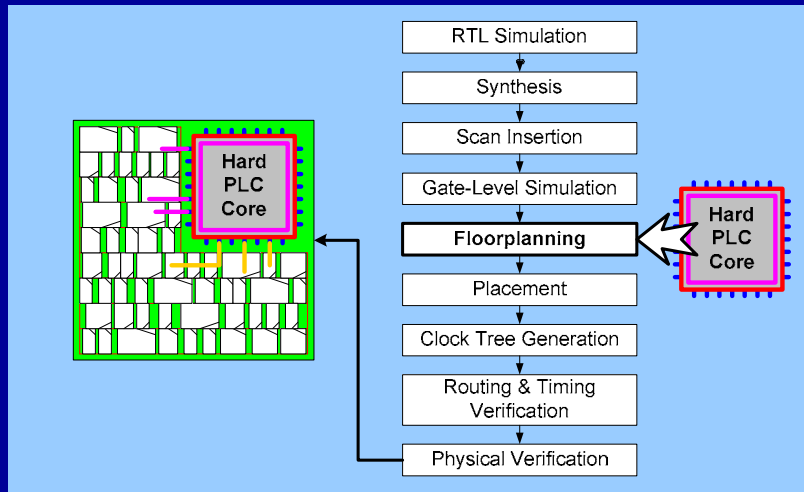 RTL Simulation
Synthesis
Scan Insertion
Gate-Level Simulation
Floorplanning
Placement
Clock Tree Generation
Routing & Timing
Verification
Physical Verification
Hard
PLC
Core
Hard
PLC
Core